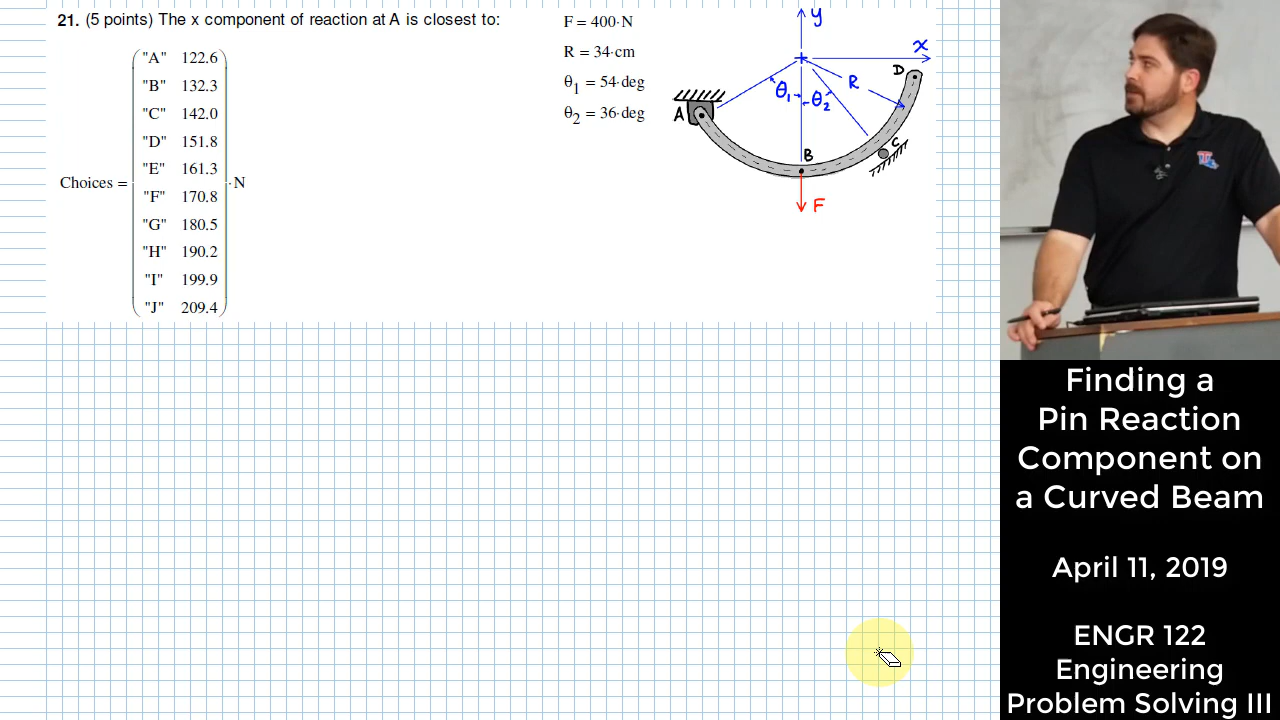 21. (5 points) The x component of reaction at A is closest to:
Choices =
"A" 122.6
"B" 132.3
"C" 142.0
"D" 151.8
"E" 161.3
"F" 170.8
"G" 180.5
"H" 190.2
"I" 199.9
"J" 209.4
·N
F = 400·N
R = 34·cm
θ1 = 54·deg
θ2 = 36·deg
y
x
D
R
θ1
θ2
A
C
B
F
Finding a
Pin Reaction
Component on
a Curved Beam
April 11, 2019
ENGR 122
Engineering
Problem Solving III